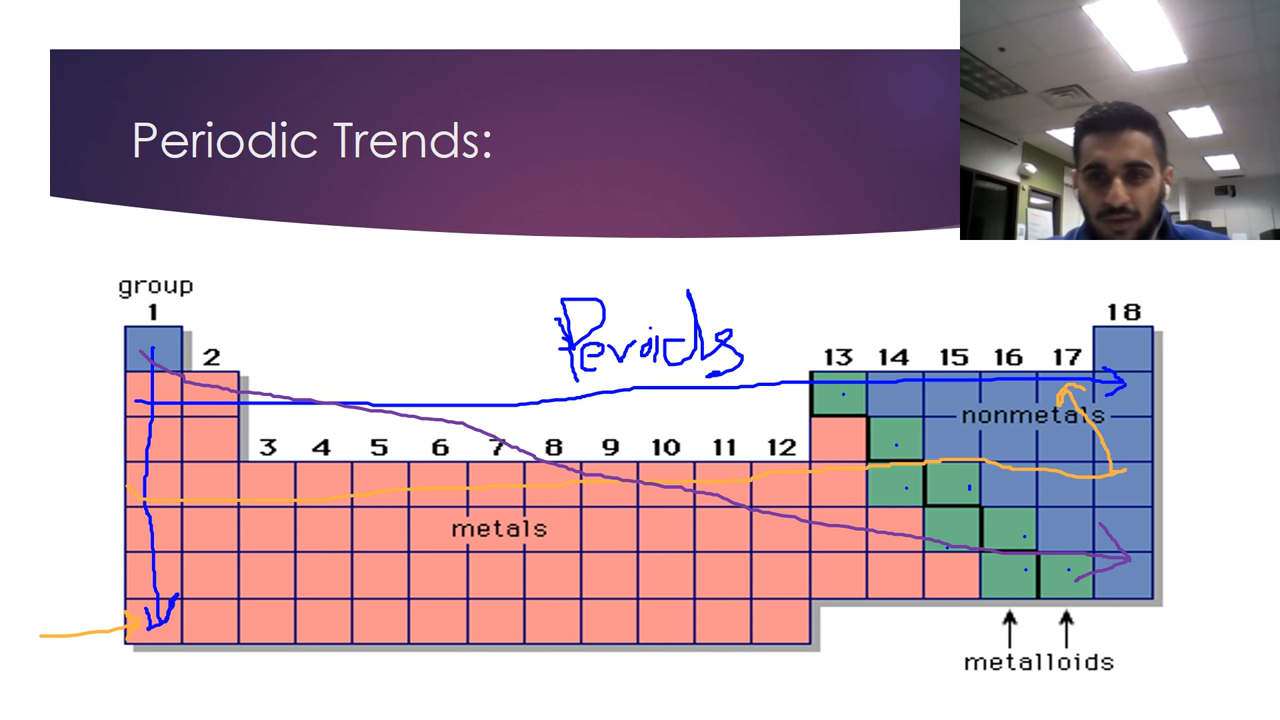 Periodic Trends:
group
1
18
Peroids
2
13 14 15 16 17
nonmetals
3 4 5 6 7 8 9 10 11 12
metals
metalloids